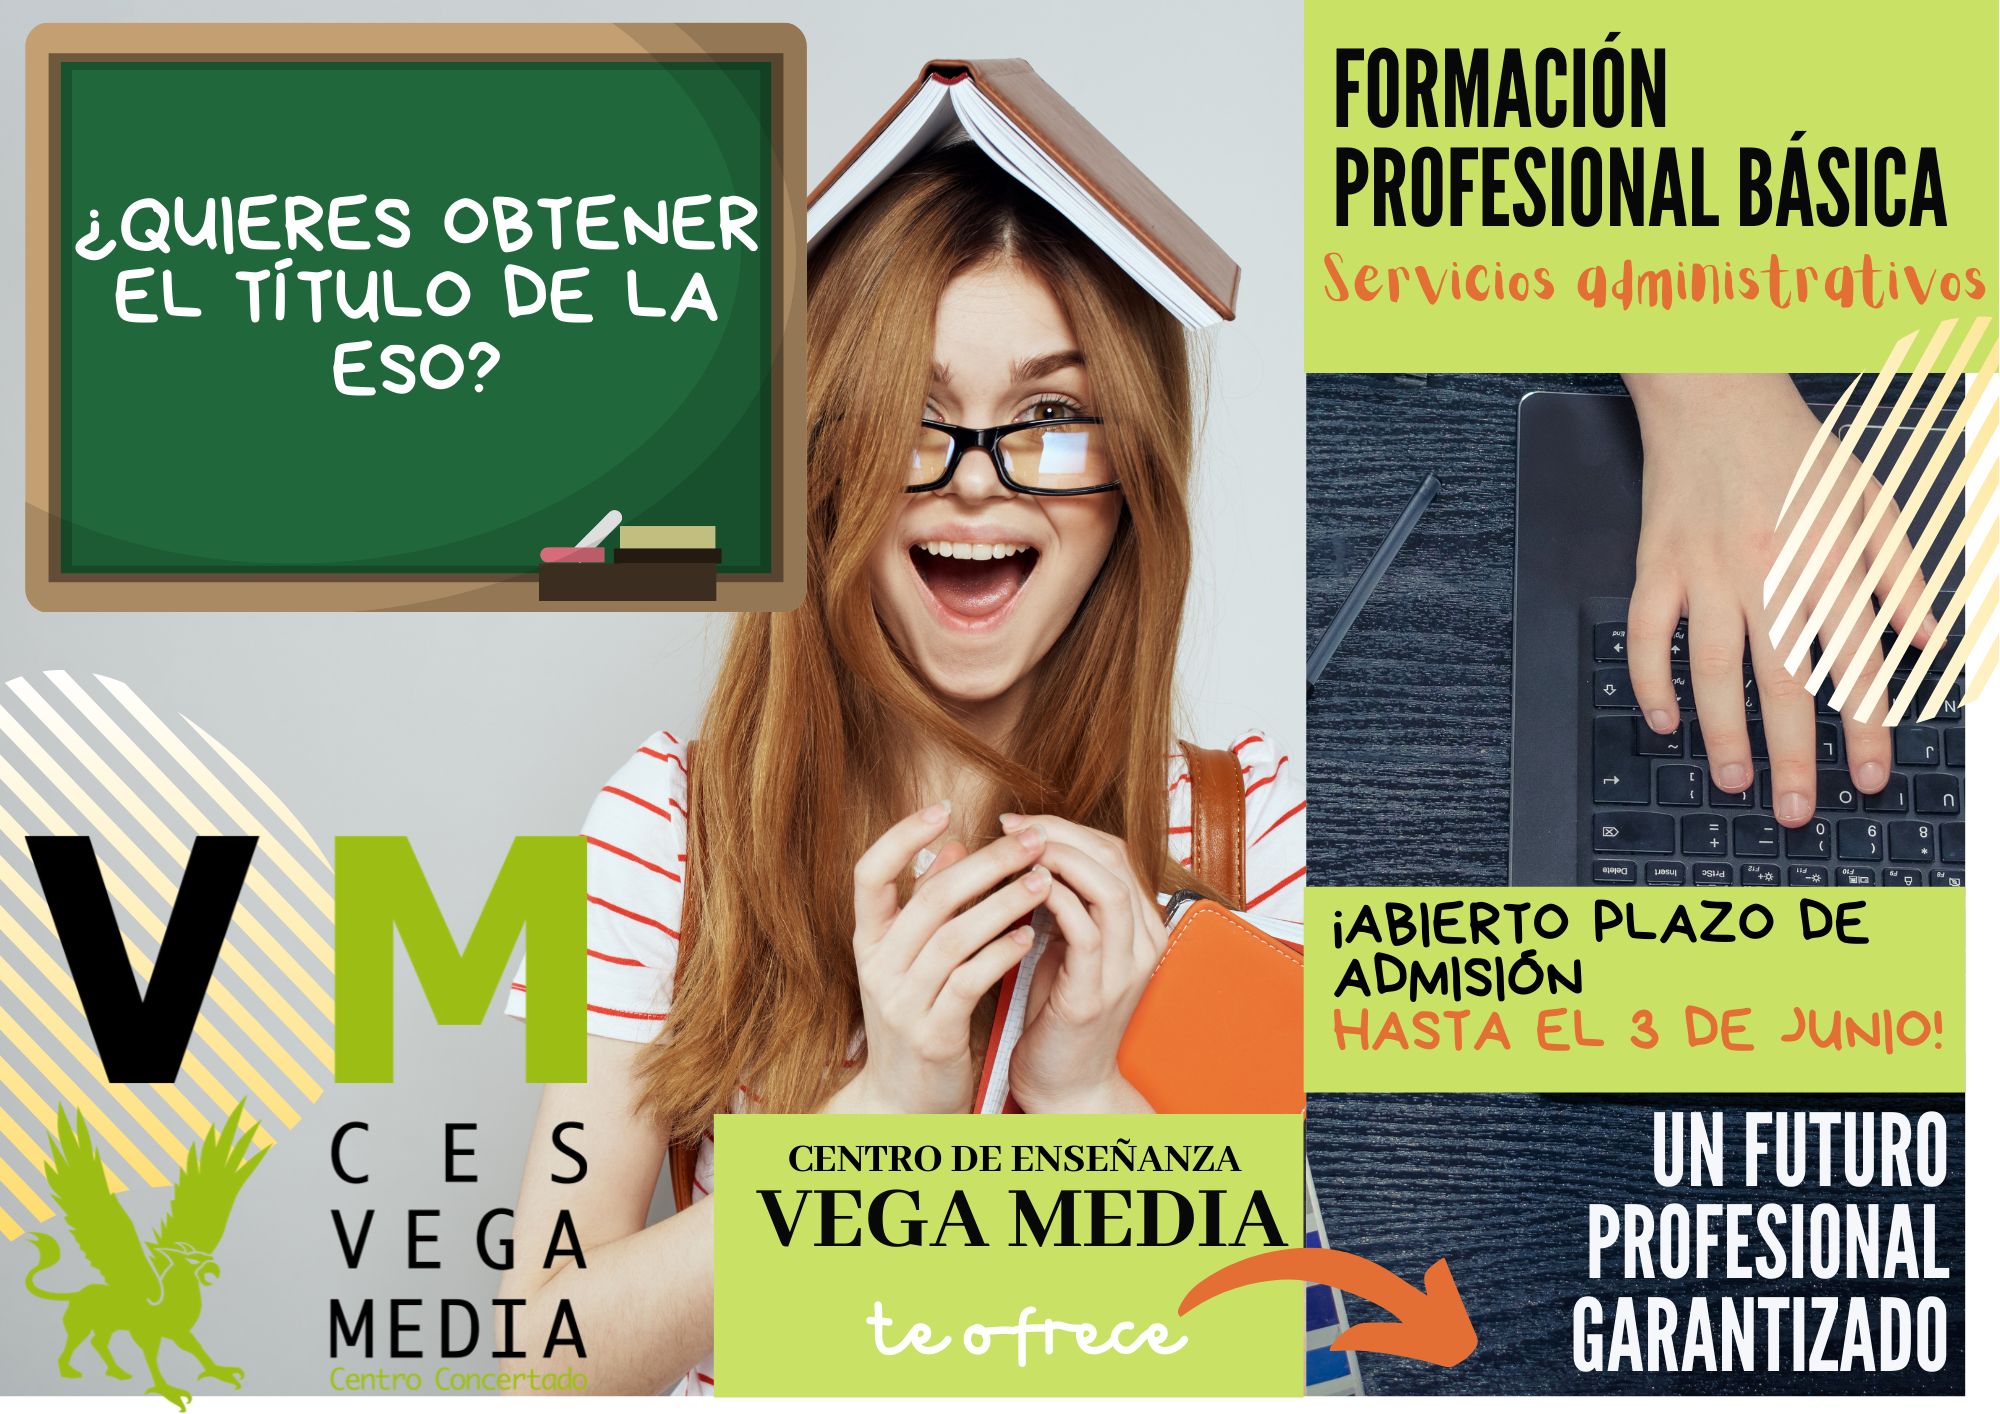 ¿QUIERES OBTENER
EL TÍTULO DE LA
ESO?
FORMACIÓN
PROFESIONAL BÁSICA
Servicios administrativos
¡ABIERTO PLAZO DE
ADMISIÓN
HASTA EL 3 DE JUNIO!
VM
CES
VEGA
MEDIA
Centro Concertado
CENTRO DE ENSEÑANZA
VEGA MEDIA
te ofrece
UN FUTURO
PROFESIONAL
GARANTIZADO